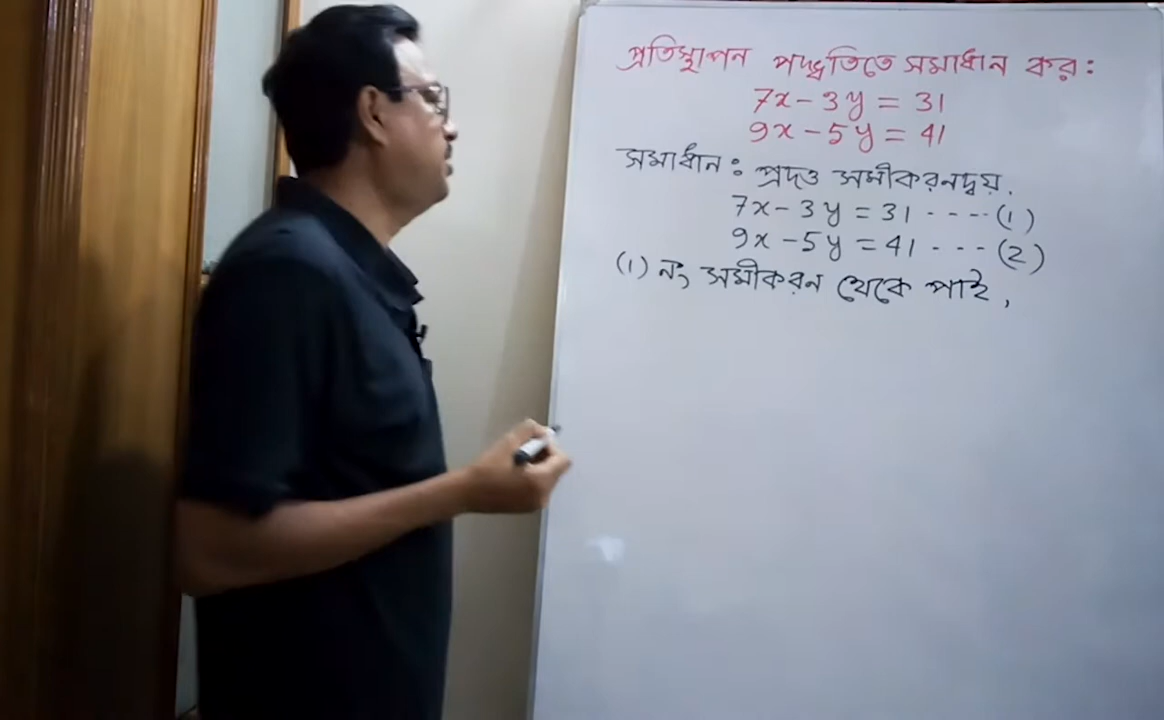 প্রতিস্থাপন পদ্ধতিতে সমাধান কর:
7x - 3y = 31
9x - 5y = 41
সমাধান : প্রদত্ত সমীকরনদ্বয়,
7x - 3y = 31 ---- (1)
9x - 5y = 41 --- (2)
(1) নং সমীকরন থেকে পাই,